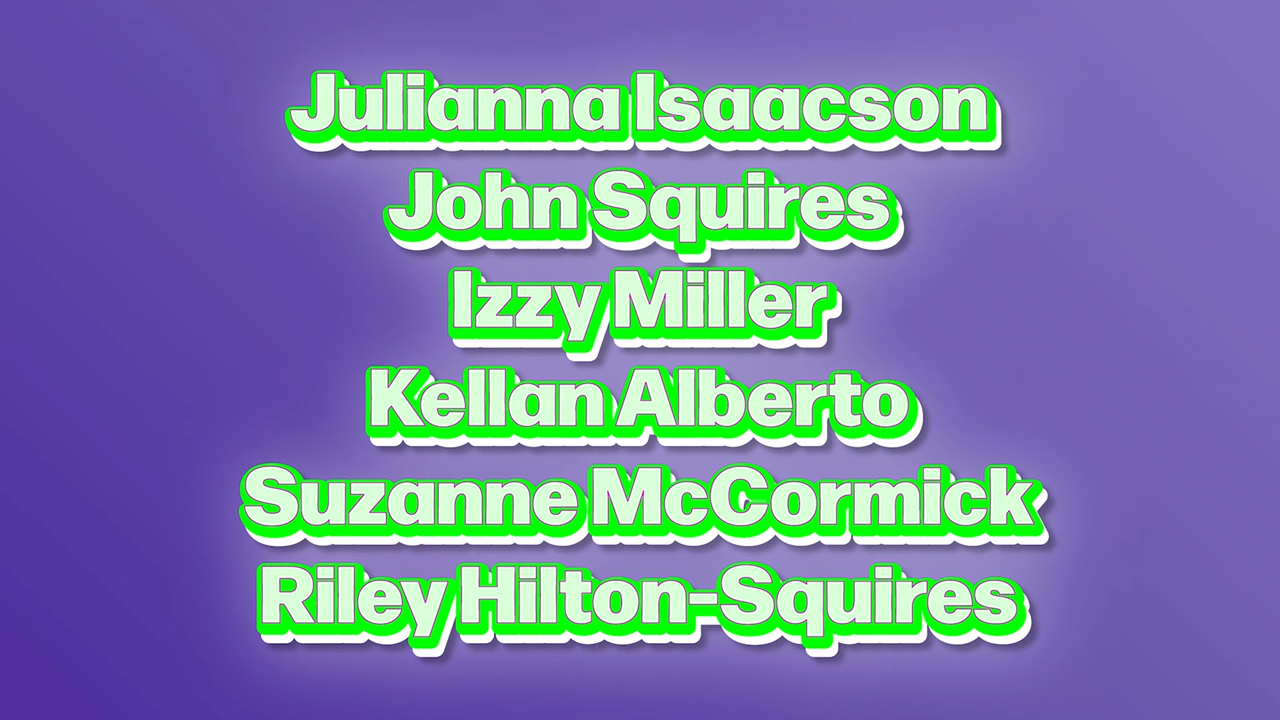 Julianna Isaacson
John Squires
Izzy Miller
Kellan Alberto
Suzanne McCormick
Riley Hilton-Squires